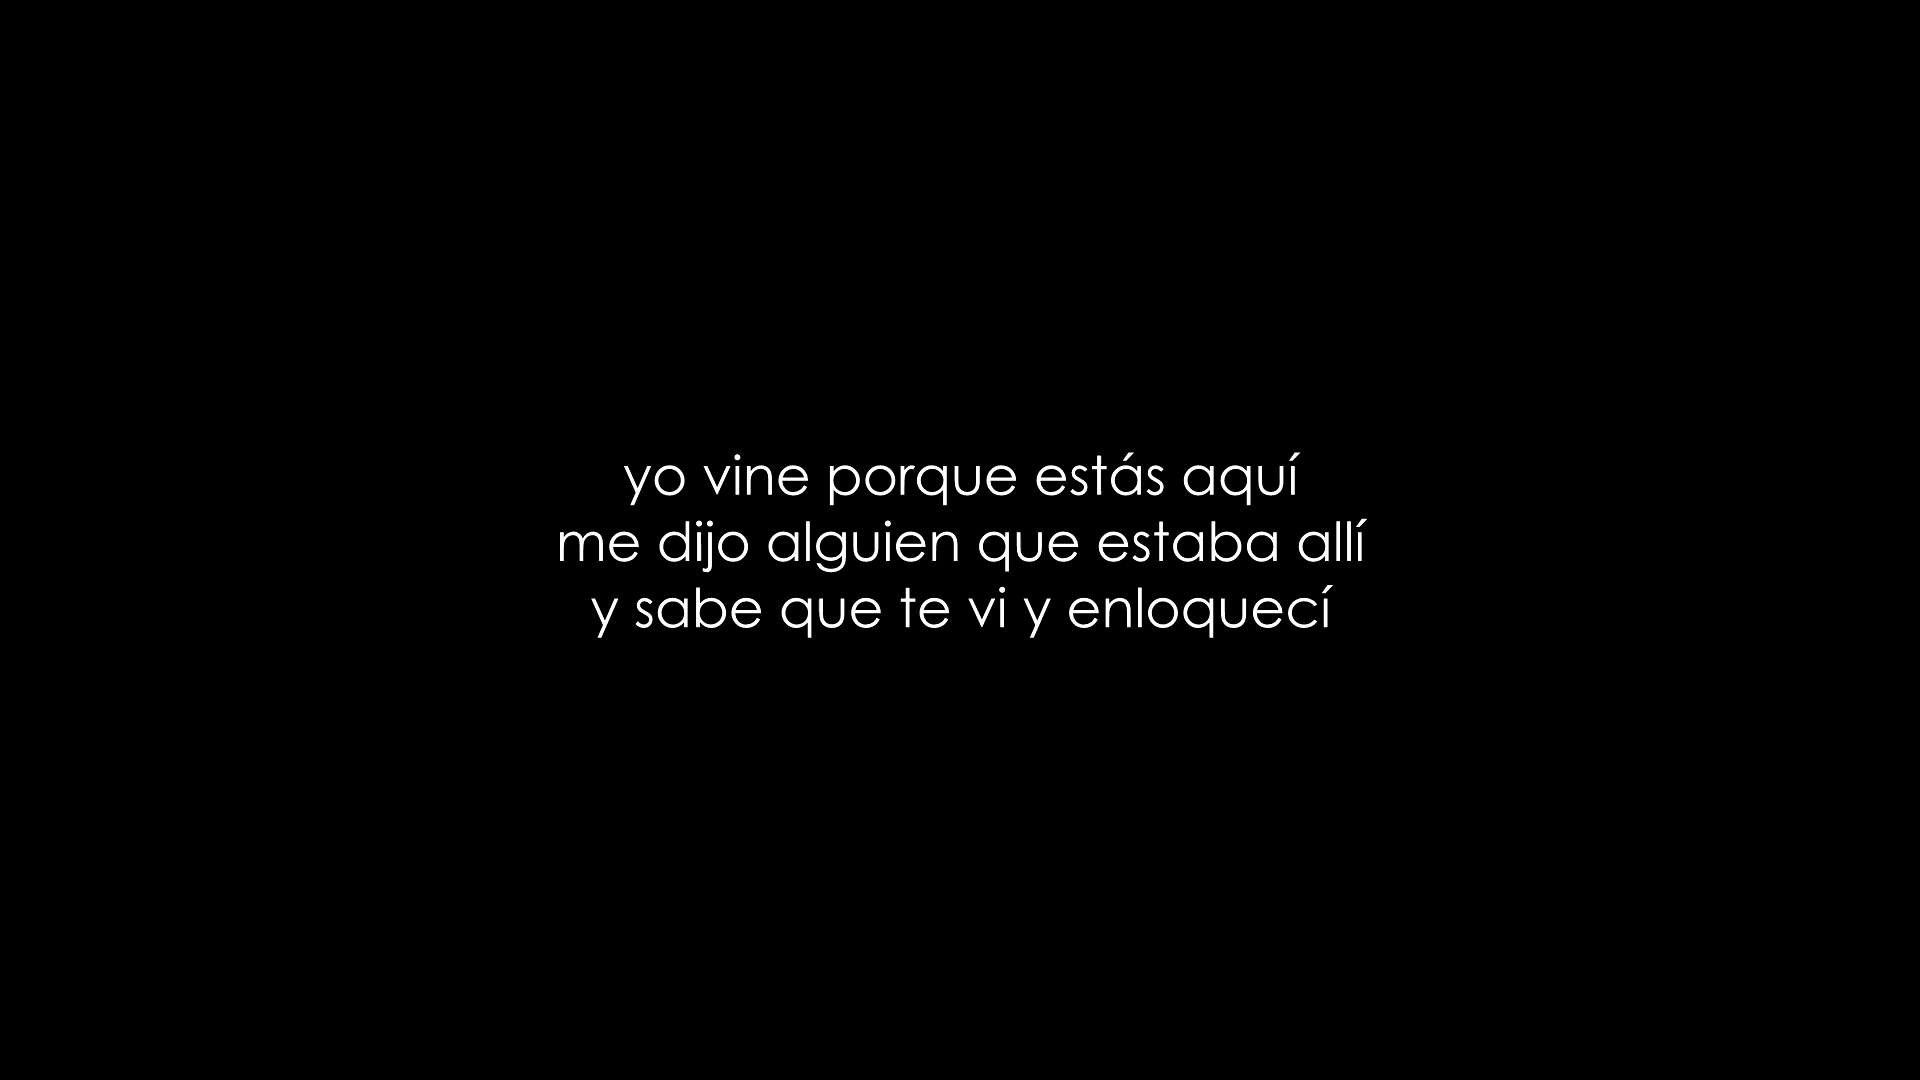 yo vine porque estás aquí
me dijo alguien que estaba allí
y sabe que te vi y enloquecí